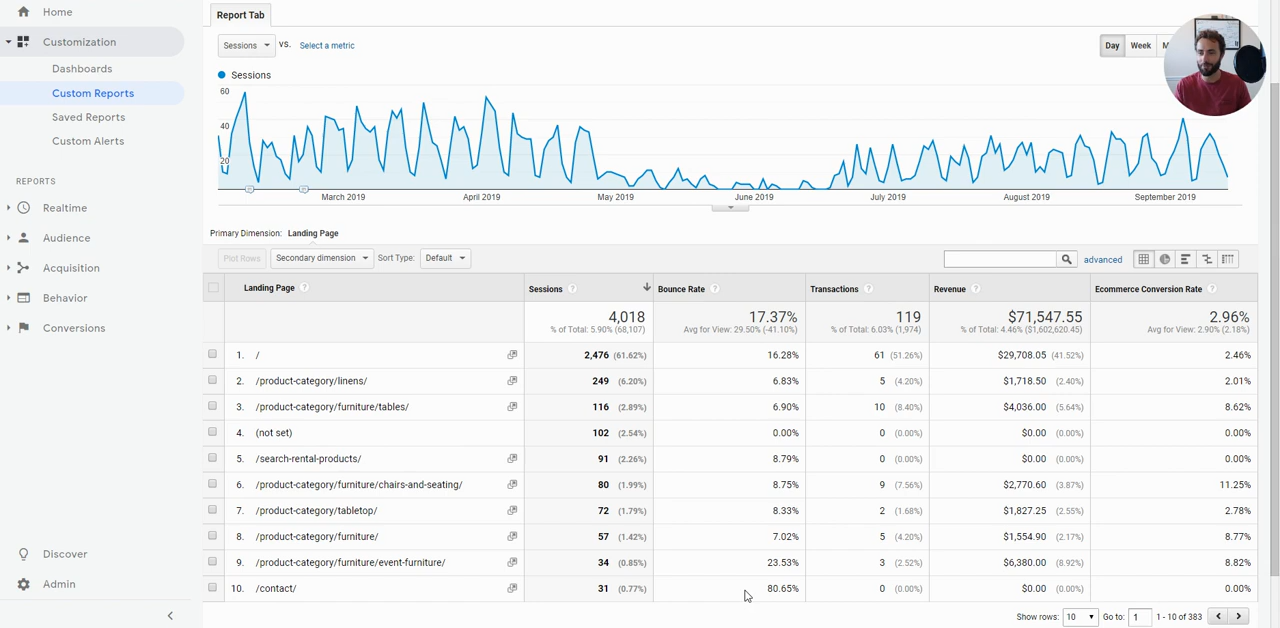 Home
Report Tab
Customization
Sessions
vs.
Select a metric
Day
Week
M
Dashboards
Sessions
Custom Reports
60
Saved Reports
40
Custom Alerts
20
REPORTS
March 2019
April 2019
May 2019
June 2019
July 2019
August 2019
September 2019
Realtime
Primary Dimension:
Landing Page
Audience
Plot Rows
Secondary dimension
Sort Type:
Default
advanced
Acquisition
Landing Page ?
Sessions ?
Bounce Rate ?
Transactions ?
Revenue ?
Ecommerce Conversion Rate ?
Behavior
4,018
17.37%
119
$71,547.55
2.96%
Conversions
% of Total: 5.90% (68,107)
Avg for View: 29.50% (-41.10%)
% of Total: 6.03% (1,974)
% of Total: 4.46% ($1,602,620.45)
Avg for View: 2.90% (2.18%)
1. / 2,476 (61.62%) 16.28% 61 (51.26%) $29,708.05 (41.52%) 2.46%
2. /product-category/linens/ 249 (6.20%) 6.83% 5 (4.20%) $1,718.50 (2.40%) 2.01%
3. /product-category/furniture/tables/ 116 (2.89%) 6.90% 10 (8.40%) $4,036.00 (5.64%) 8.62%
4. (not set) 102 (2.54%) 0.00% 0 (0.00%) $0.00 (0.00%) 0.00%
5. /search-rental-products/ 91 (2.26%) 8.79% 0 (0.00%) $0.00 (0.00%) 0.00%
6. /product-category/furniture/chairs-and-seating/ 80 (1.99%) 8.75% 9 (7.56%) $2,770.60 (3.87%) 11.25%
7. /product-category/tabletop/ 72 (1.79%) 8.33% 2 (1.68%) $1,827.25 (2.55%) 2.78%
8. /product-category/furniture/ 57 (1.42%) 7.02% 5 (4.20%) $1,554.90 (2.17%) 8.77%
9. /product-category/furniture/event-furniture/ 34 (0.85%) 23.53% 3 (2.52%) $6,380.00 (8.92%) 8.82%
10. /contact/ 31 (0.77%) 80.65% 0 (0.00%) $0.00 (0.00%) 0.00%
Discover
Admin
Show rows: 10 Go to: 1 1 - 10 of 383